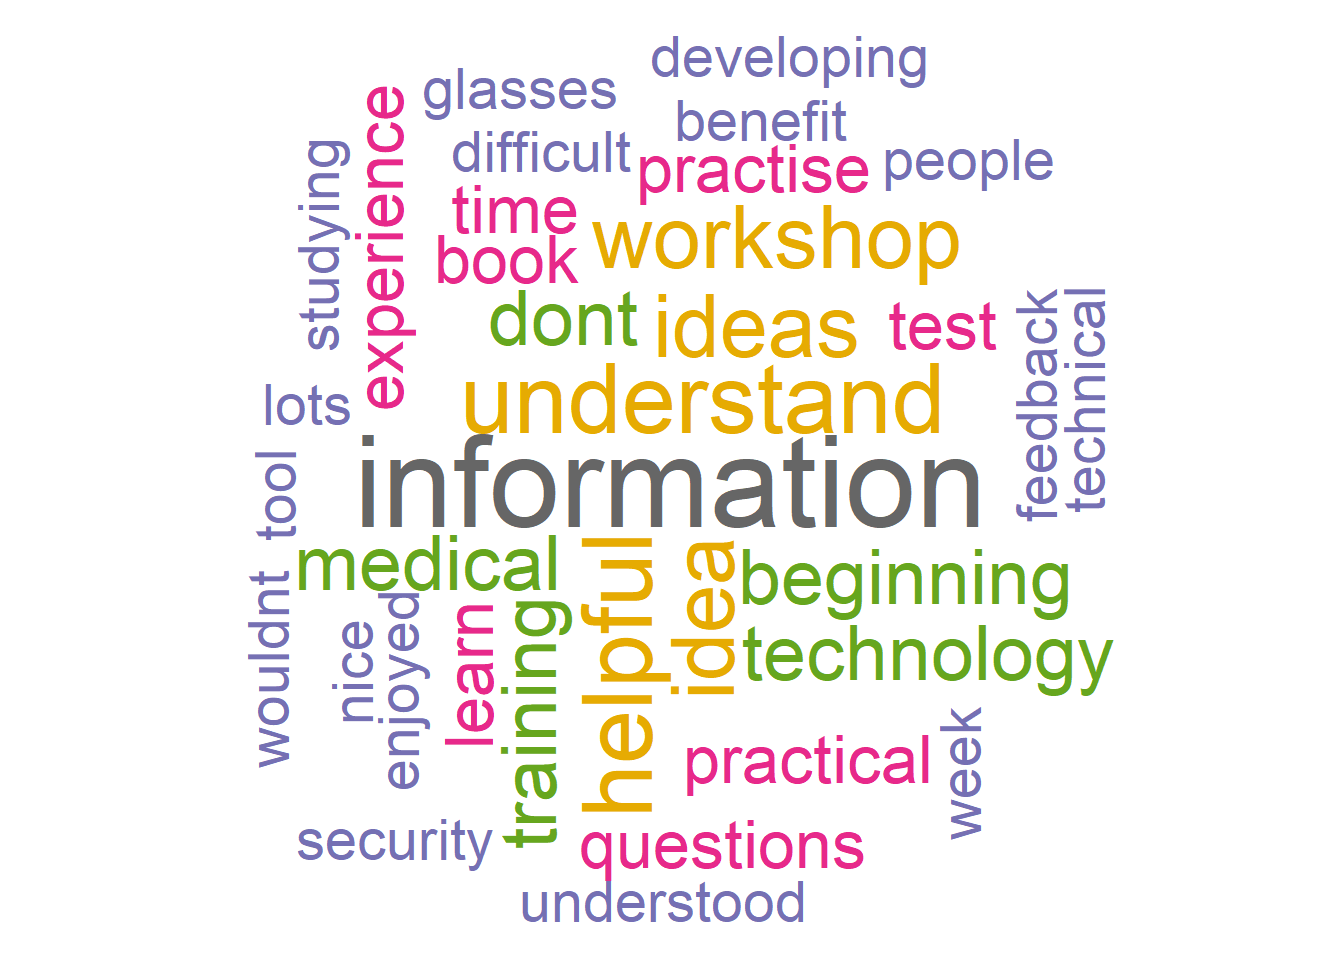 developing
glasses
benefit
difficult
practise
people
experience
studying
time
workshop
book
dont
ideas
test
feedback
technical
understand
lots
information
tool
medical
helpful
idea
beginning
wouldnt
nice
enjoyed
learn
training
technology
practical
week
security
questions
understood